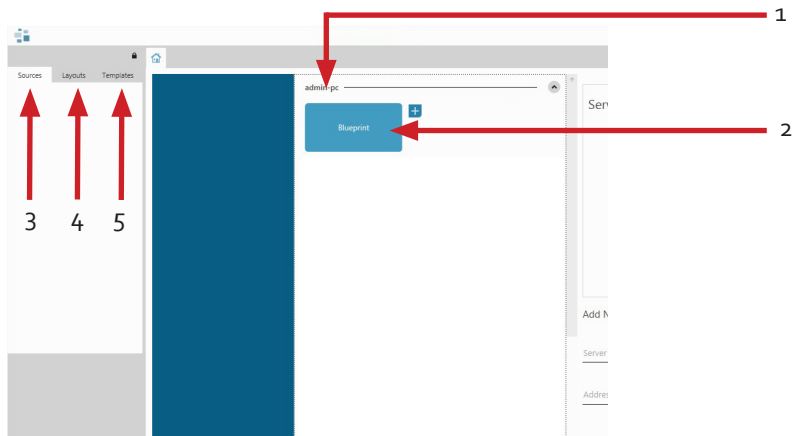 1
Sources Layouts Templates
admin-pc
Serv
Blueprint
2
3 4 5
Add N
Server
Addres